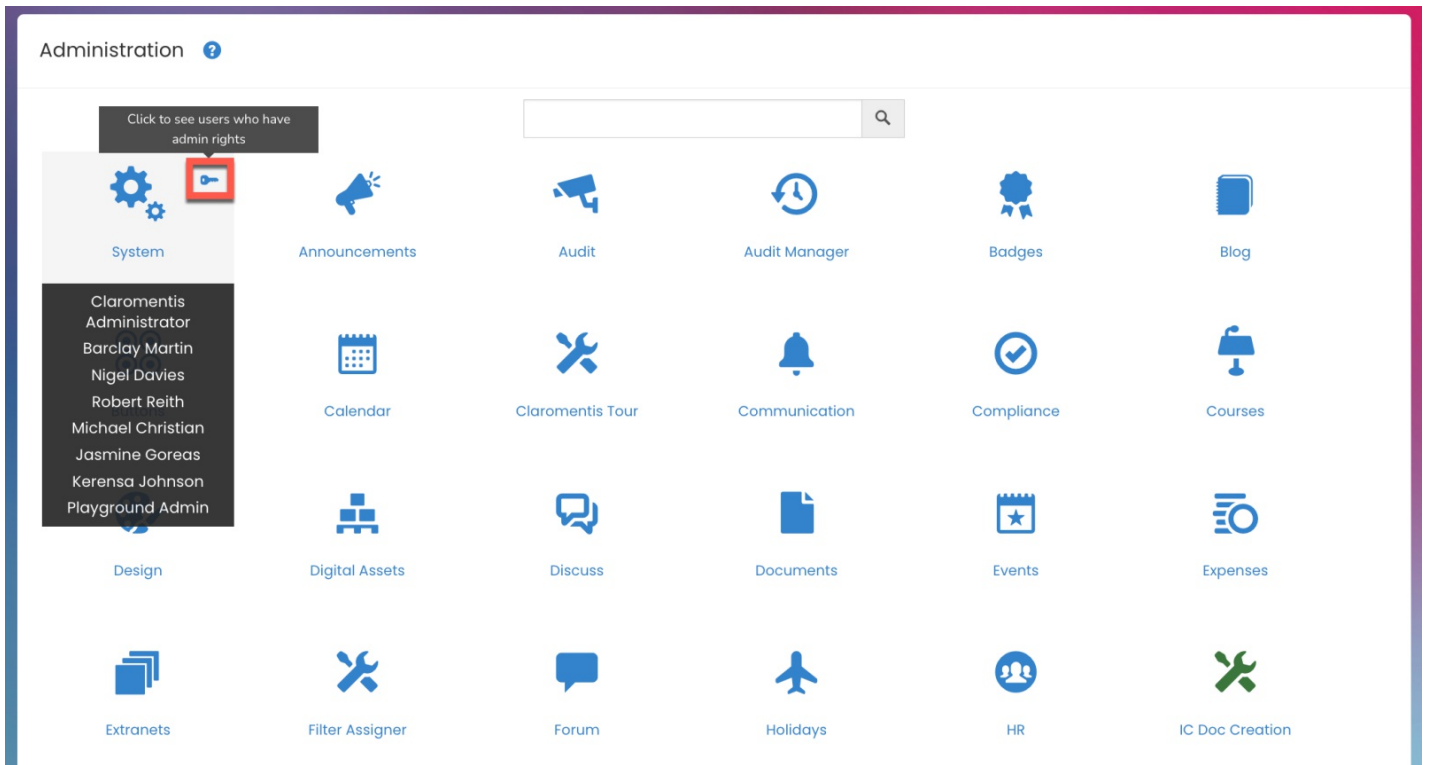 Administration
Click to see users who have
admin rights
System
Announcements
Audit
Audit Manager
Badges
Blog
Claromentis
Administrator
Barclay Martin
Nigel Davies
Robert Reith
Michael Christian
Jasmine Goreas
Kerensa Johnson
Playground Admin
Calendar
Claromentis Tour
Communication
Compliance
Courses
Design
Digital Assets
Discuss
Documents
Events
Expenses
Extranets
Filter Assigner
Forum
Holidays
HR
IC Doc Creation